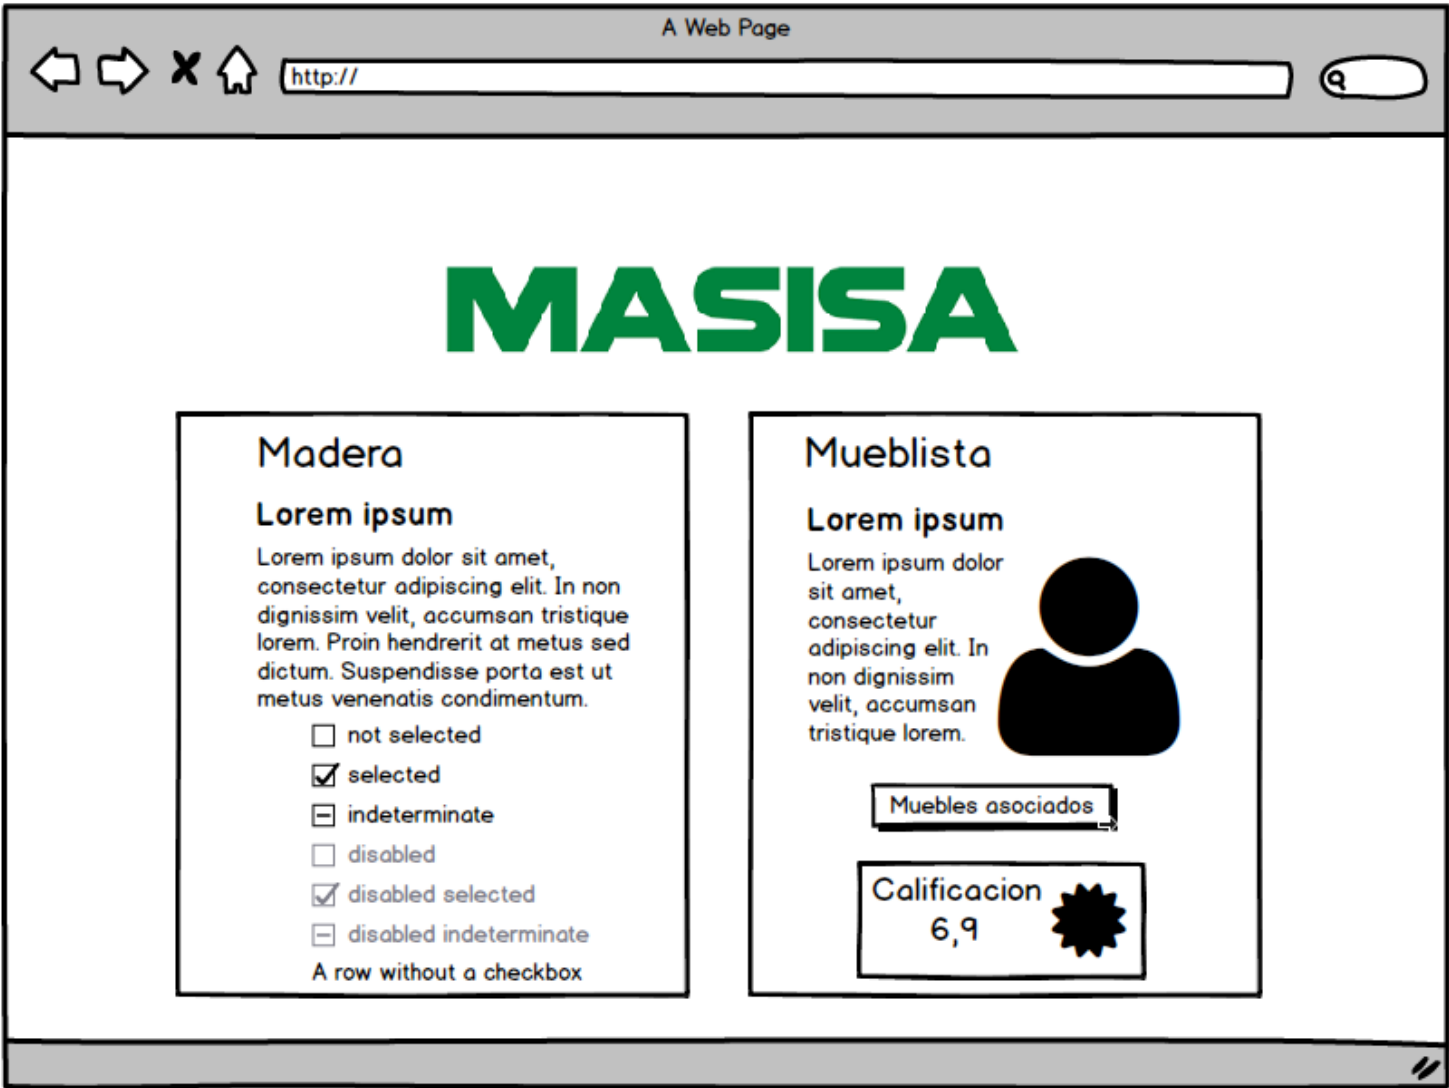 A Web Page
http://
MASISA
Madera
Lorem ipsum
Lorem ipsum dolor sit amet,
consectetur adipiscing elit. In non
dignissim velit, accumsan tristique
lorem. Proin hendrerit at metus sed
dictum. Suspendisse porta est ut
metus venenatis condimentum.
not selected
selected
indeterminate
disabled
disabled selected
disabled indeterminate
A row without a checkbox
Mueblista
Lorem ipsum
Lorem ipsum dolor
sit amet,
consectetur
adipiscing elit. In
non dignissim
velit, accumsan
tristique lorem.
Muebles asociados
Calificacion
6,9